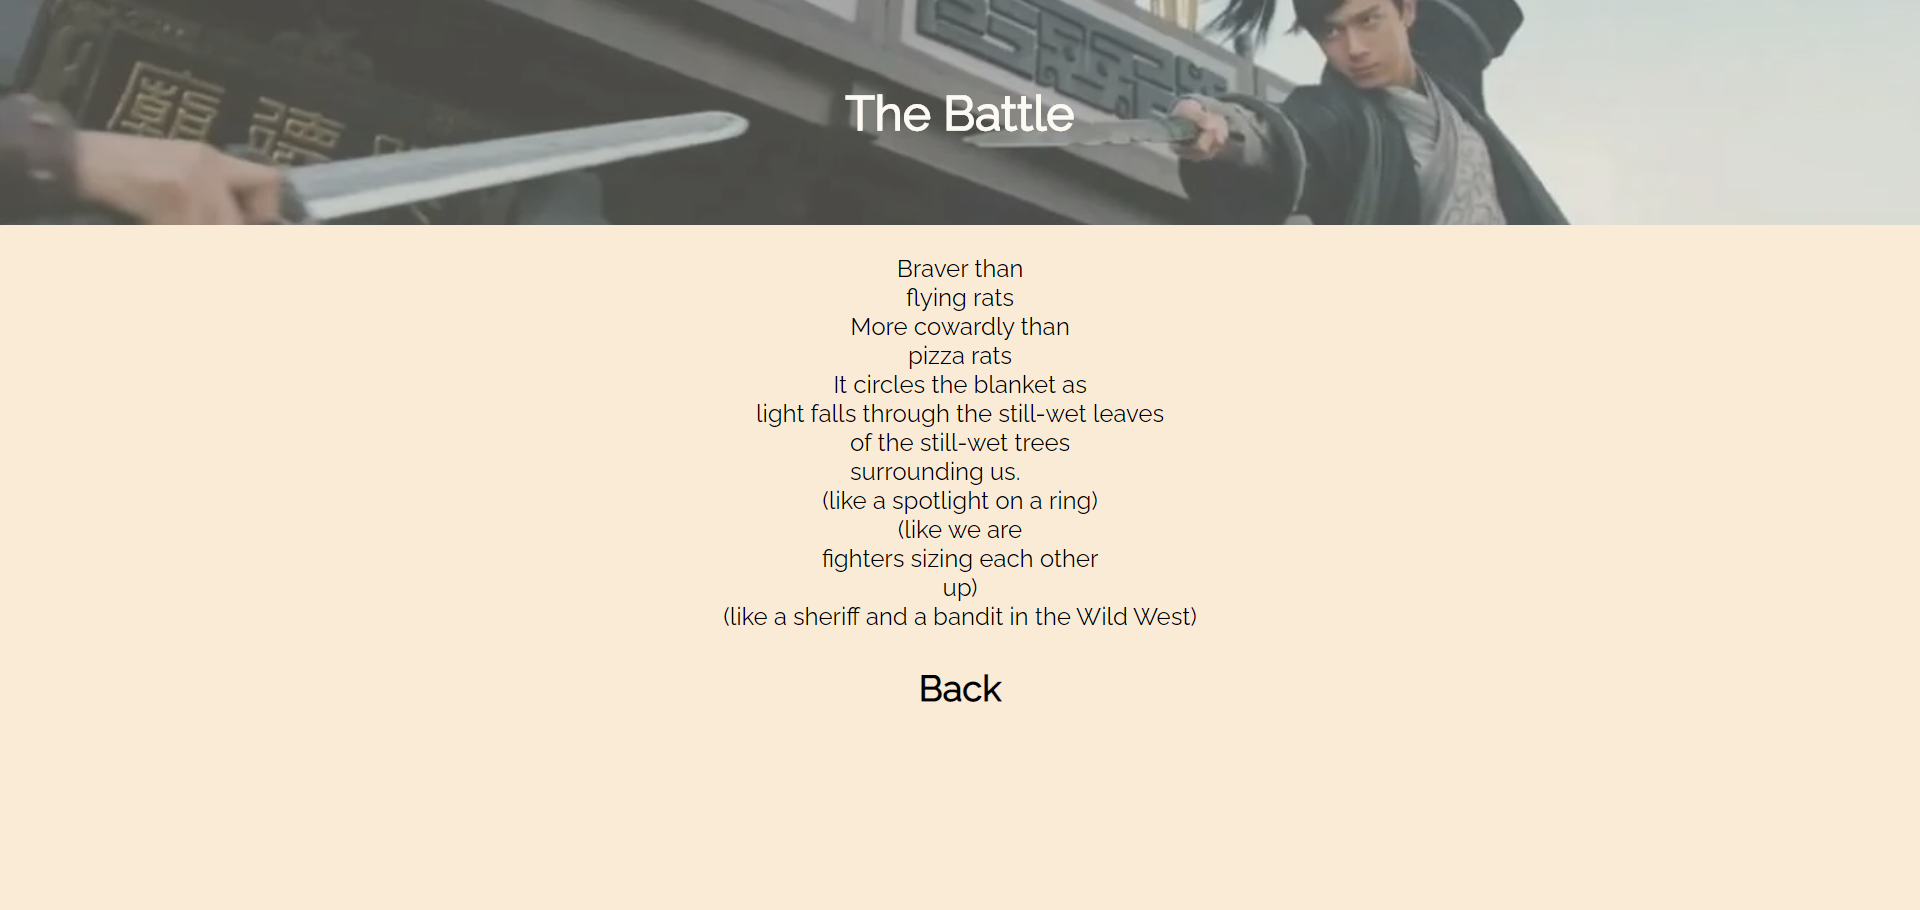 The Battle
Braver than
flying rats
More cowardly than
pizza rats
It circles the blanket as
light falls through the still-wet leaves
of the still-wet trees
surrounding us.
(like a spotlight on a ring)
(like we are
fighters sizing each other
up)
(like a sheriff and a bandit in the Wild West)
Back